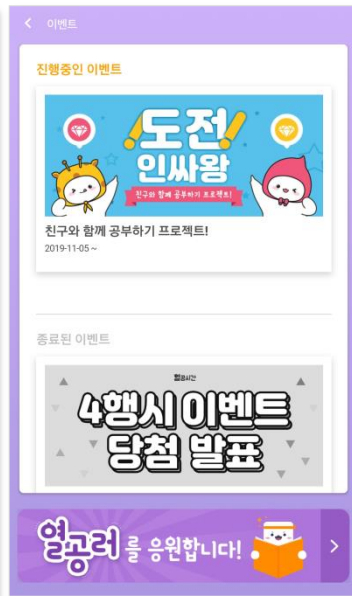 이벤트
진행중인 이벤트
도전
인싸왕
친구와 함께 공부하기 프로젝트!
친구와 함께 공부하기 프로젝트!
2019-11-05 ~
종료된 이벤트
열공시간
4행시 이벤트
당첨 발표
열공러를 응원합니다!